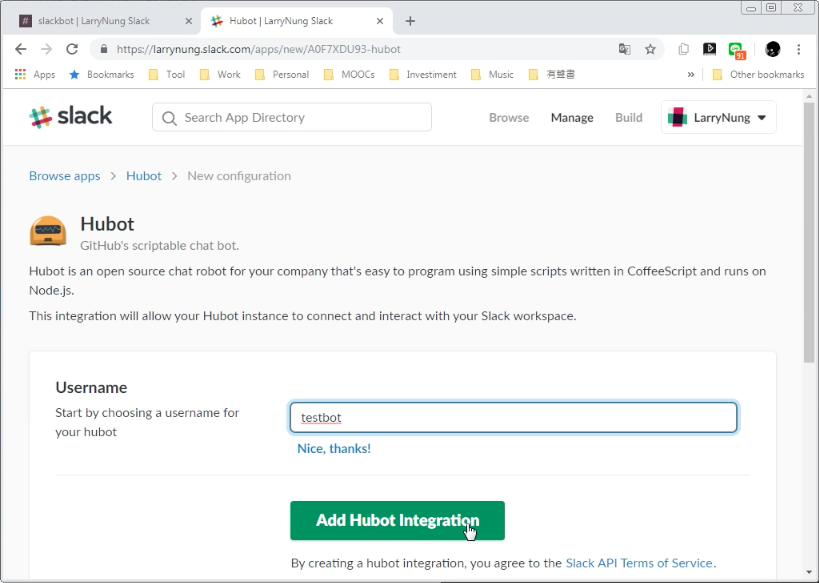 slackbot | LarryNung Slack
Hubot | LarryNung Slack
https://larrynung.slack.com/apps/new/A0F7XDU93-hubot
91
Apps Bookmarks Tool Work Personal MOOCs Investiment Music 有聲書 » Other bookmarks
slack
Search App Directory
Browse Manage Build LarryNung
Browse apps > Hubot > New configuration
Hubot
GitHub's scriptable chat bot.
Hubot is an open source chat robot for your company that's easy to program using simple scripts written in CoffeeScript and runs on
Node.js.
This integration will allow your Hubot instance to connect and interact with your Slack workspace.
Username
Start by choosing a username for
your hubot
testbot
Nice, thanks!
Add Hubot Integration
By creating a hubot integration, you agree to the Slack API Terms of Service.